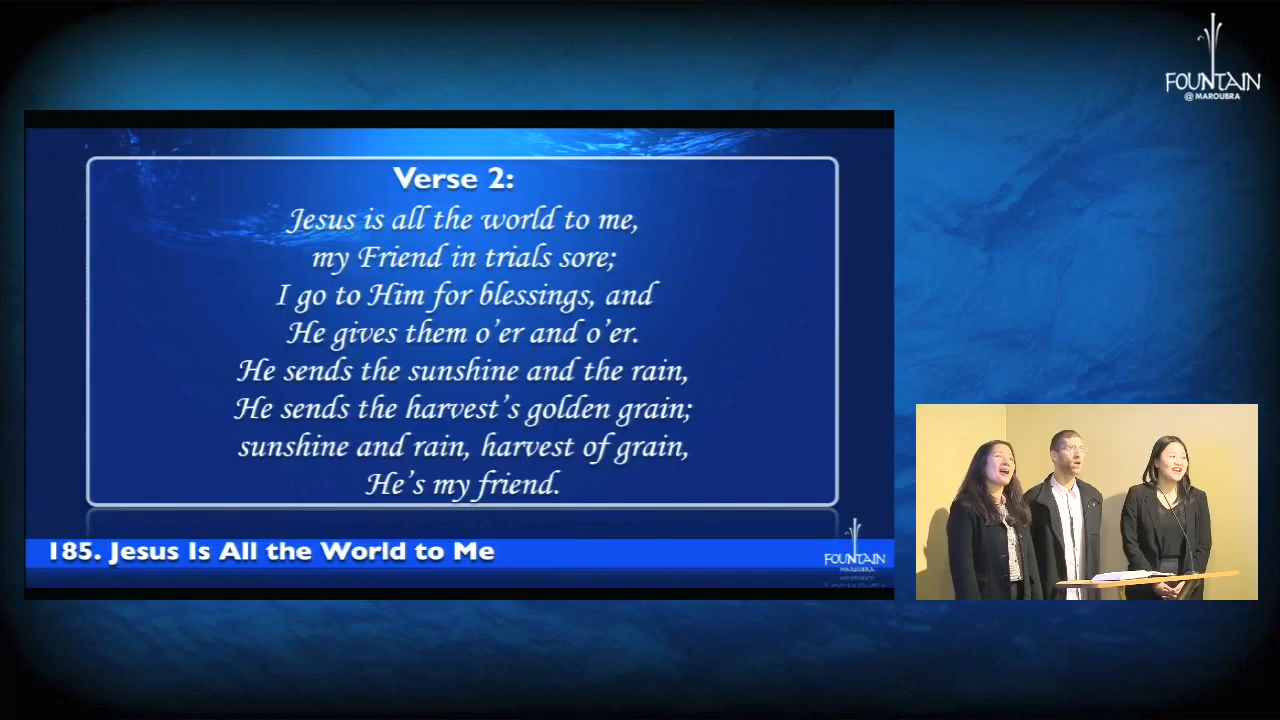 FOUNTAIN
@ MAROUBRA
Verse 2:
Jesus is all the world to me,
my Friend in trials sore;
I go to Him for blessings, and
He gives them o’er and o’er.
He sends the sunshine and the rain,
He sends the harvest’s golden grain;
sunshine and rain, harvest of grain,
He’s my friend.
185. Jesus Is All the World to Me
FOUNTAIN
MAROUBRA